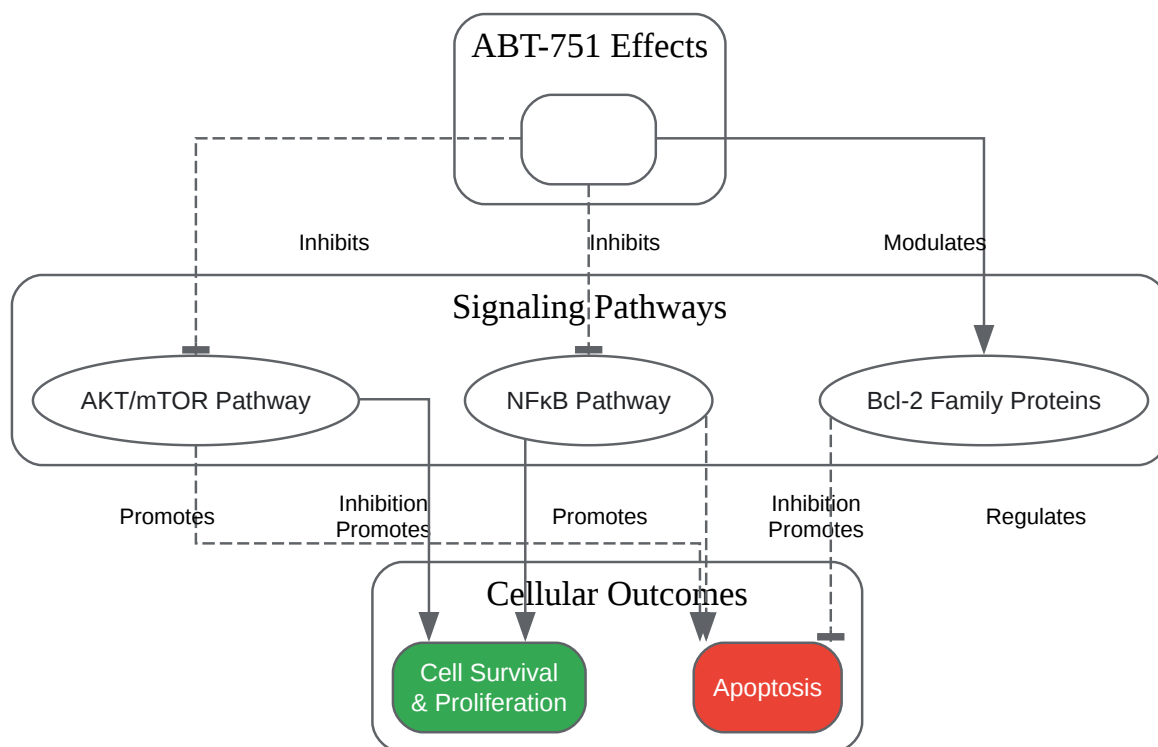 ABT-751 Effects
Inhibits
Inhibits
Modulates
Signaling Pathways
AKT/mTOR Pathway
NFκB Pathway
Bcl-2 Family Proteins
Promotes
Inhibition
Promotes
Promotes
Inhibition
Promotes
Regulates
Cellular Outcomes
Cell Survival
& Proliferation
Apoptosis